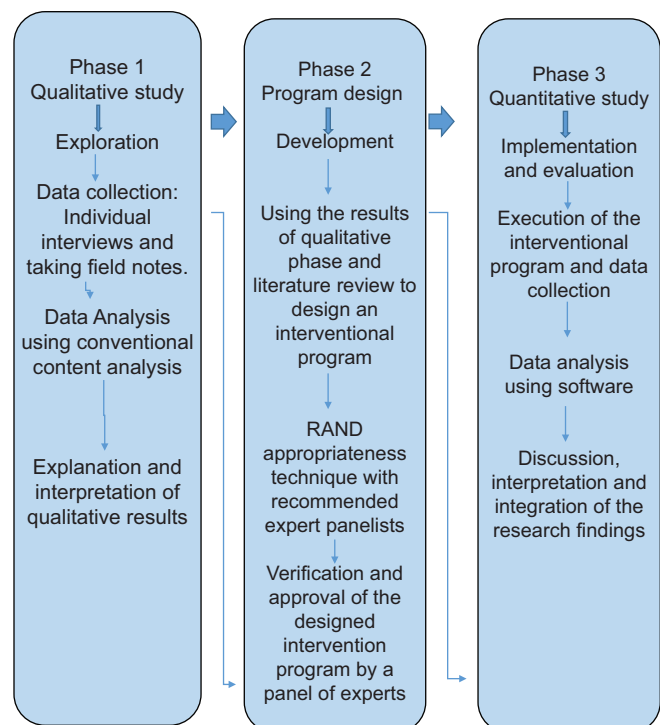 Phase 1
Qualitative study
Exploration
Data collection:
Individual
interviews and
taking field notes.
Data Analysis
using conventional
content analysis
Explanation and
interpretation of
qualitative results
Phase 2
Program design
Development
Using the results
of qualitative
phase and
literature review to
design an
interventional
program
RAND
appropriateness
technique with
recommended
expert panelists
Verification and
approval of the
designed
intervention
program by a
panel of experts
Phase 3
Quantitative study
Implementation
and evaluation
Execution of the
interventional
program and data
collection
Data analysis
using software
Discussion,
interpretation and
integration of the
research findings